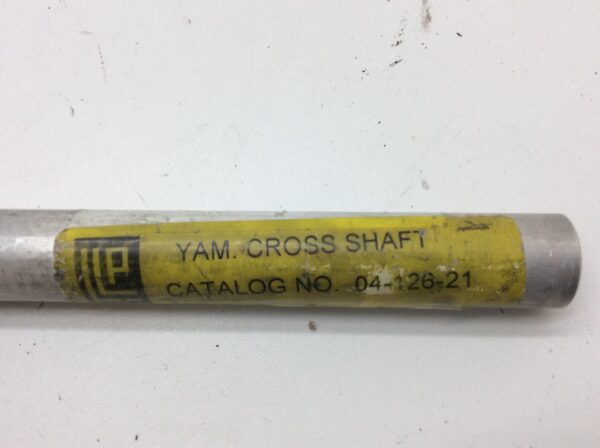 YAM. CROSS SHAFT
CATALOG NO. 04-126-21